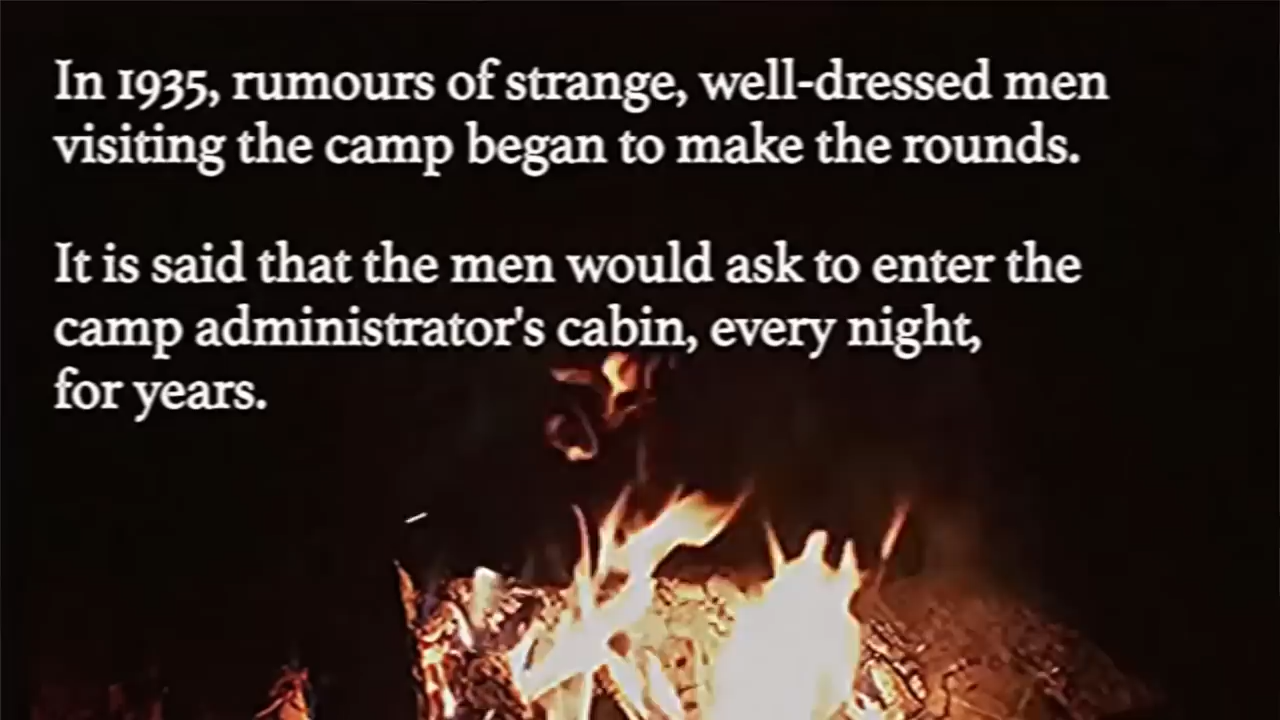 In 1935, rumours of strange, well-dressed men
visiting the camp began to make the rounds.
It is said that the men would ask to enter the
camp administrator's cabin, every night,
for years.